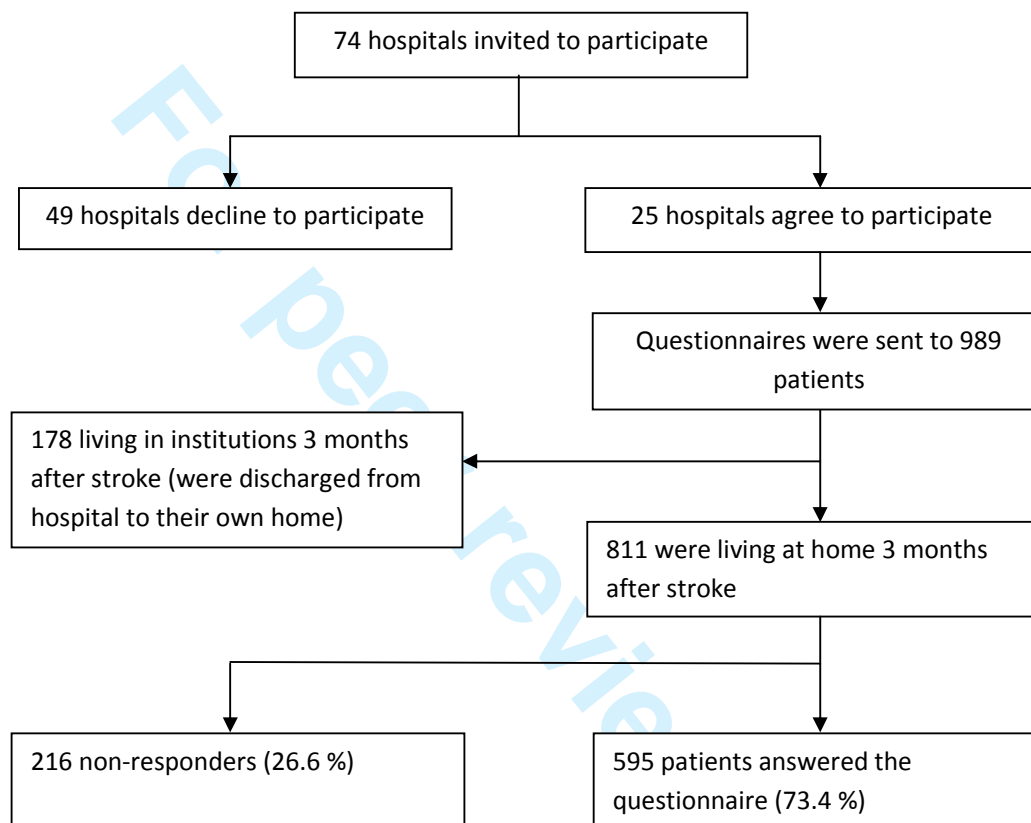 74 hospitals invited to participate
49 hospitals decline to participate
25 hospitals agree to participate
Questionnaires were sent to 989
patients
178 living in institutions 3 months
after stroke (were discharged from
hospital to their own home)
811 were living at home 3 months
after stroke
216 non-responders (26.6 %)
595 patients answered the
questionnaire (73.4 %)